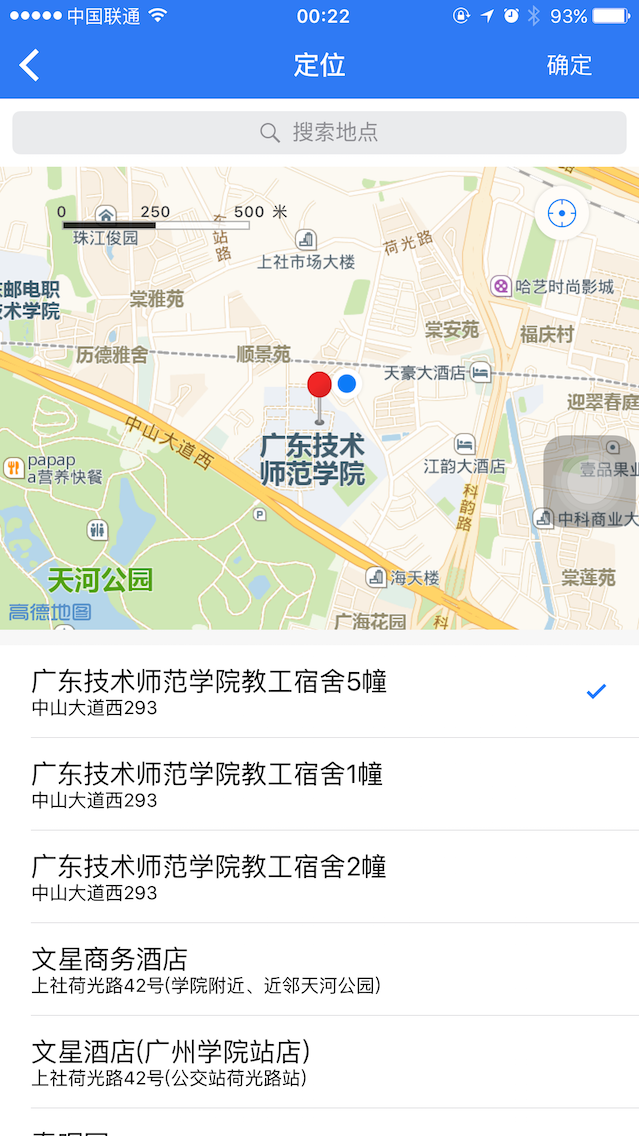 中国联通
00:22
93%
定位
确定
搜索地点
0 250 500 米
珠江俊园
车站路
上社市场大楼
荷光路
哈艺时尚影城
邮电职
术学院
棠雅苑
棠安苑
福庆村
历德雅舍
顺景苑
天豪大酒店
迎翠春庭
中山大道西
广东技术
师范学院
江韵大酒店
papap
a营养快餐
壹品果业
科韵路
P
中科商业大
天河公园
海天楼
棠莲苑
高德地图
广海花园
科
广东技术师范学院教工宿舍5幢
中山大道西293
广东技术师范学院教工宿舍1幢
中山大道西293
广东技术师范学院教工宿舍2幢
中山大道西293
文星商务酒店
上社荷光路42号(学院附近、近邻天河公园)
文星酒店(广州学院站店)
上社荷光路42号(公交站荷光路站)